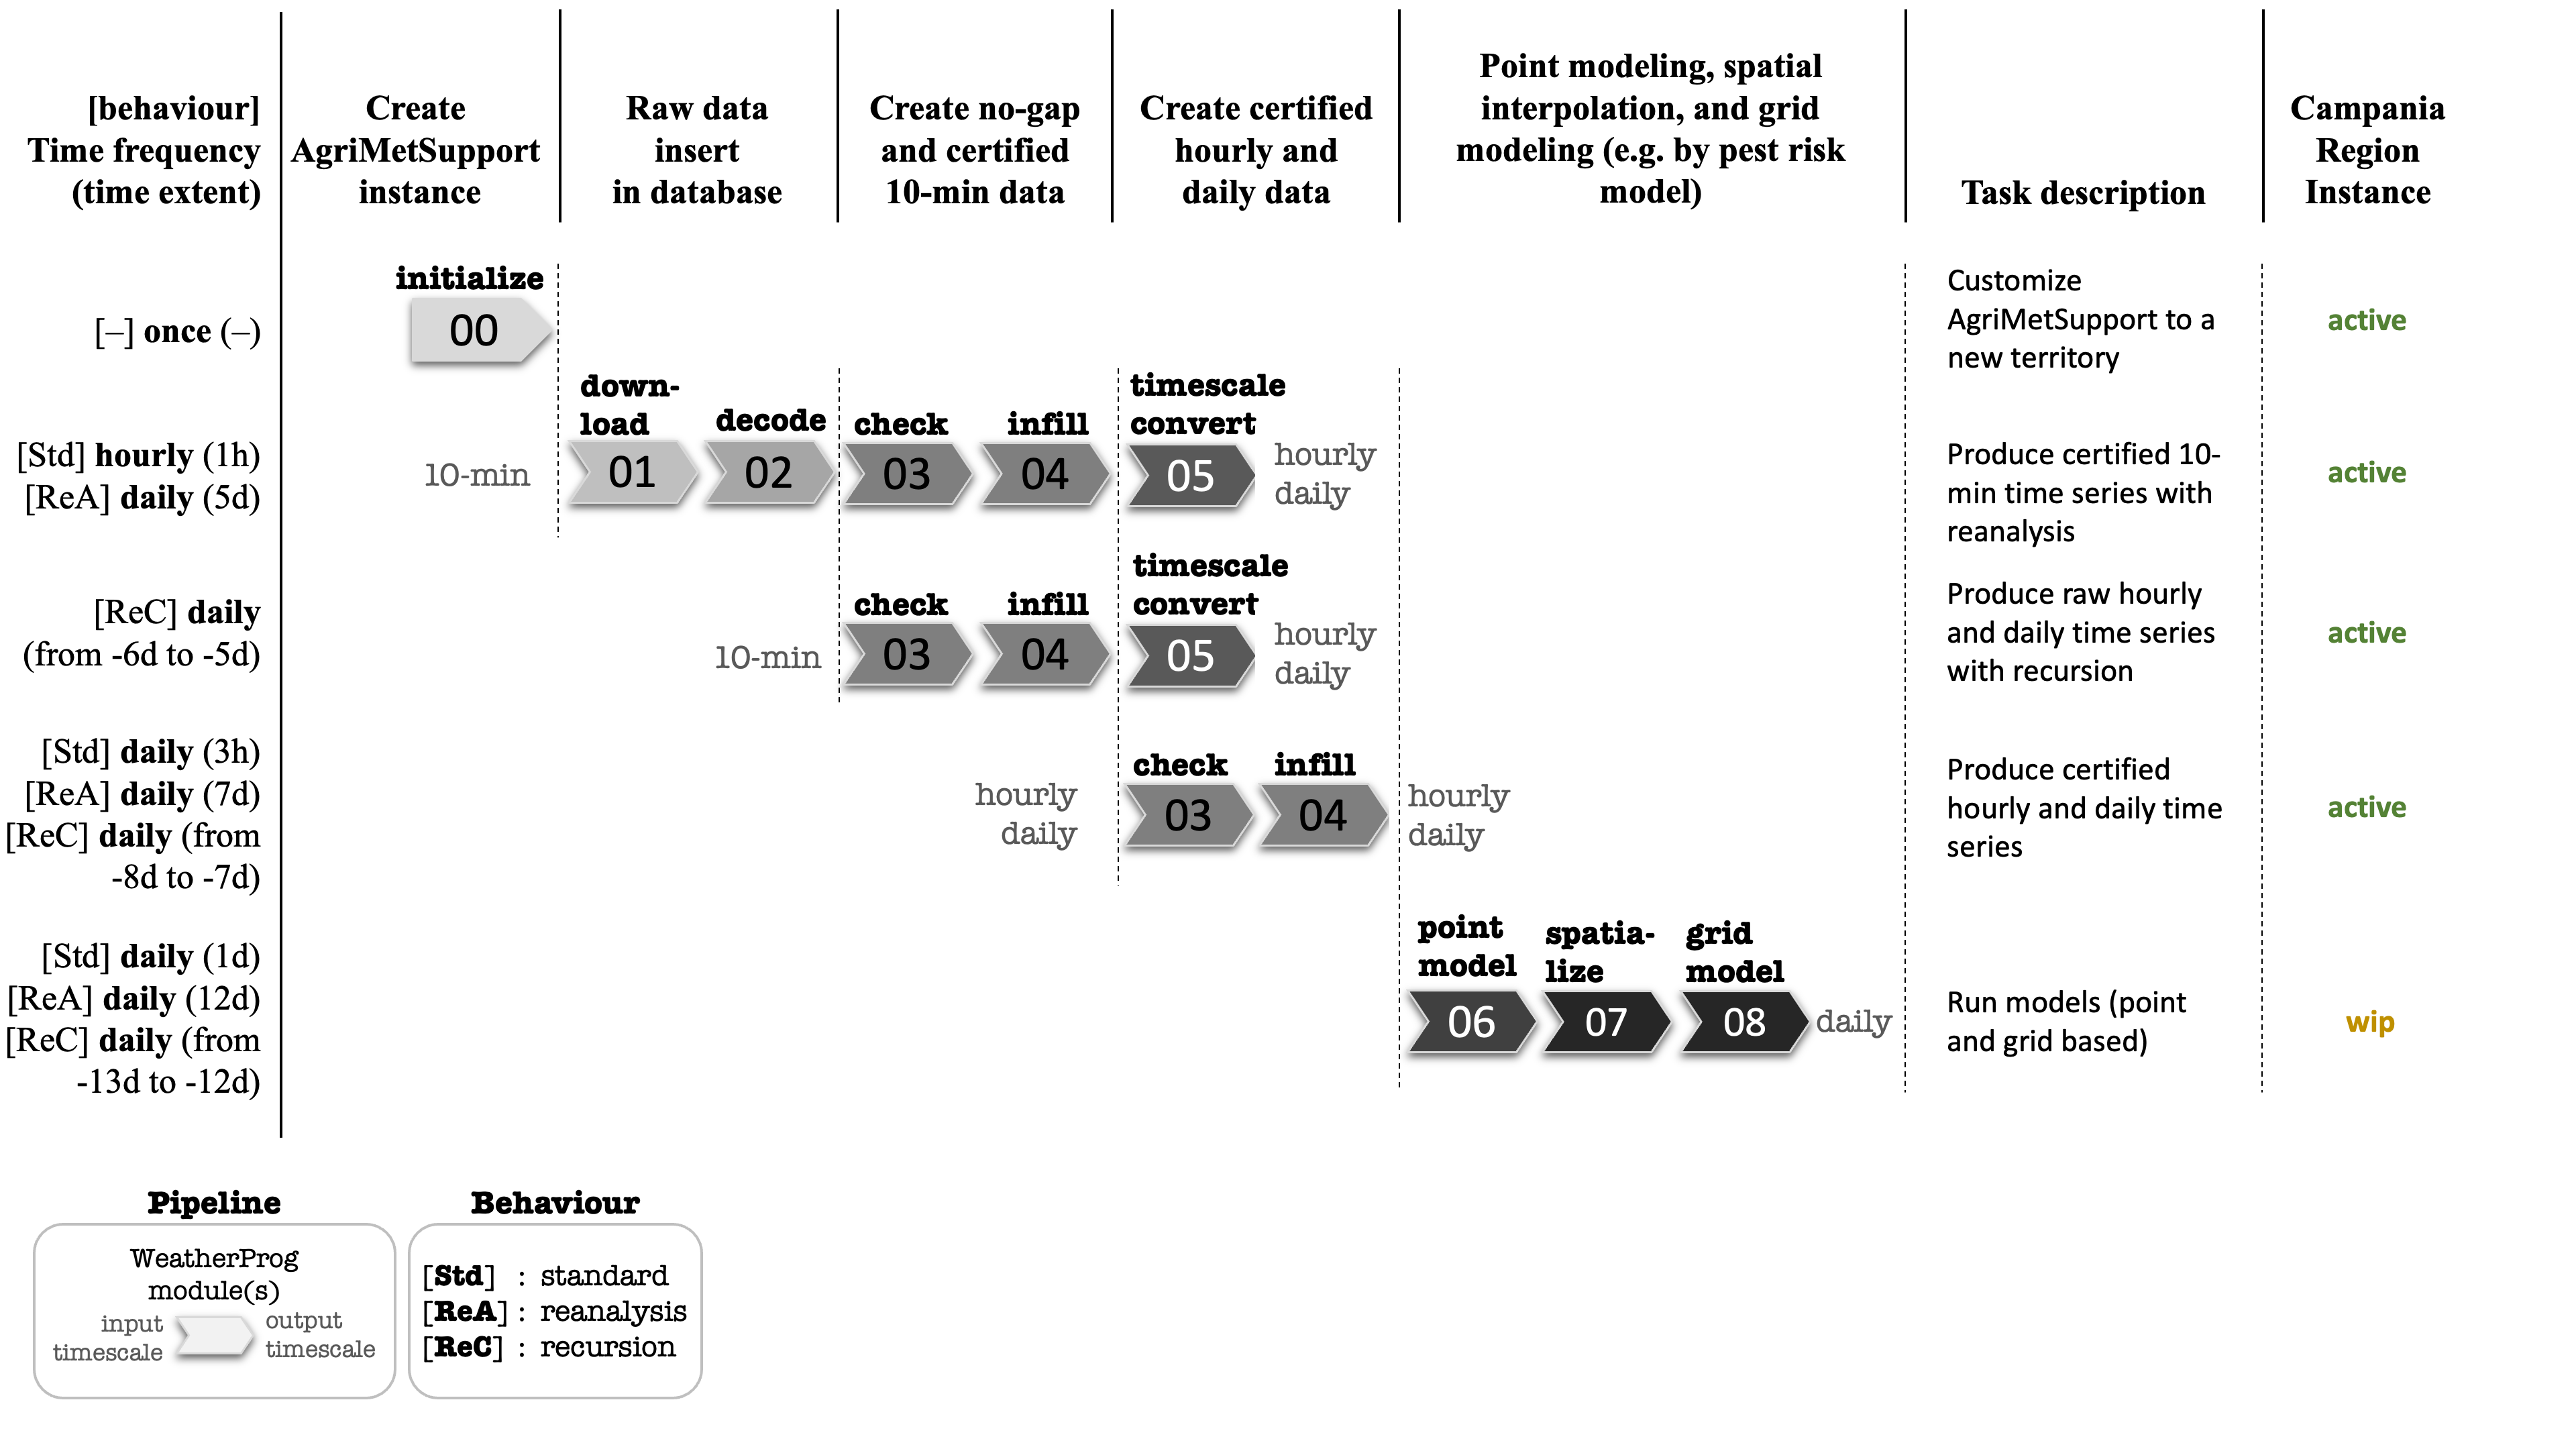 [behaviour]
Time frequency
(time extent)
Create
AgriMetSupport
instance
Raw data
insert
in database
Create no-gap
and certified
10-min data
Create certified
hourly and
daily data
Point modeling, spatial
interpolation, and grid
modeling (e.g. by pest risk
model)
Task description
Campania
Region
Instance
[–] once (–)
initialize
00
Customize
AgriMetSupport to a
new territory
active
[Std] hourly (1h)
[ReA] daily (5d)
10-min
down-
load
01
decode
02
check
03
infill
04
timescale
convert
05
hourly
daily
Produce certified 10-
min time series with
reanalysis
active
[ReC] daily
(from -6d to -5d)
10-min
check
03
infill
04
timescale
convert
05
hourly
daily
Produce raw hourly
and daily time series
with recursion
active
[Std] daily (3h)
[ReA] daily (7d)
[ReC] daily (from
-8d to -7d)
hourly
daily
check
03
infill
04
hourly
daily
Produce certified
hourly and daily time
series
active
[Std] daily (1d)
[ReA] daily (12d)
[ReC] daily (from
-13d to -12d)
point
model
06
spatia-
lize
07
grid
model
08
daily
Run models (point
and grid based)
wip
Pipeline
WeatherProg
module(s)
input
timescale
output
timescale
Behaviour
[Std] : standard
[ReA] : reanalysis
[ReC] : recursion